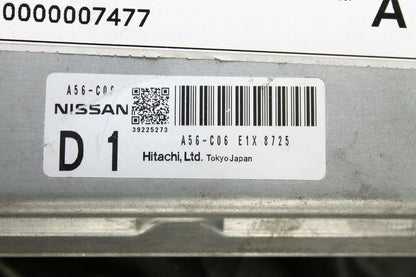 0000007477 A
A56-C06
NISSAN
39225273
D1
A56-C06 E1X 8725
Hitachi, Ltd. Tokyo Japan